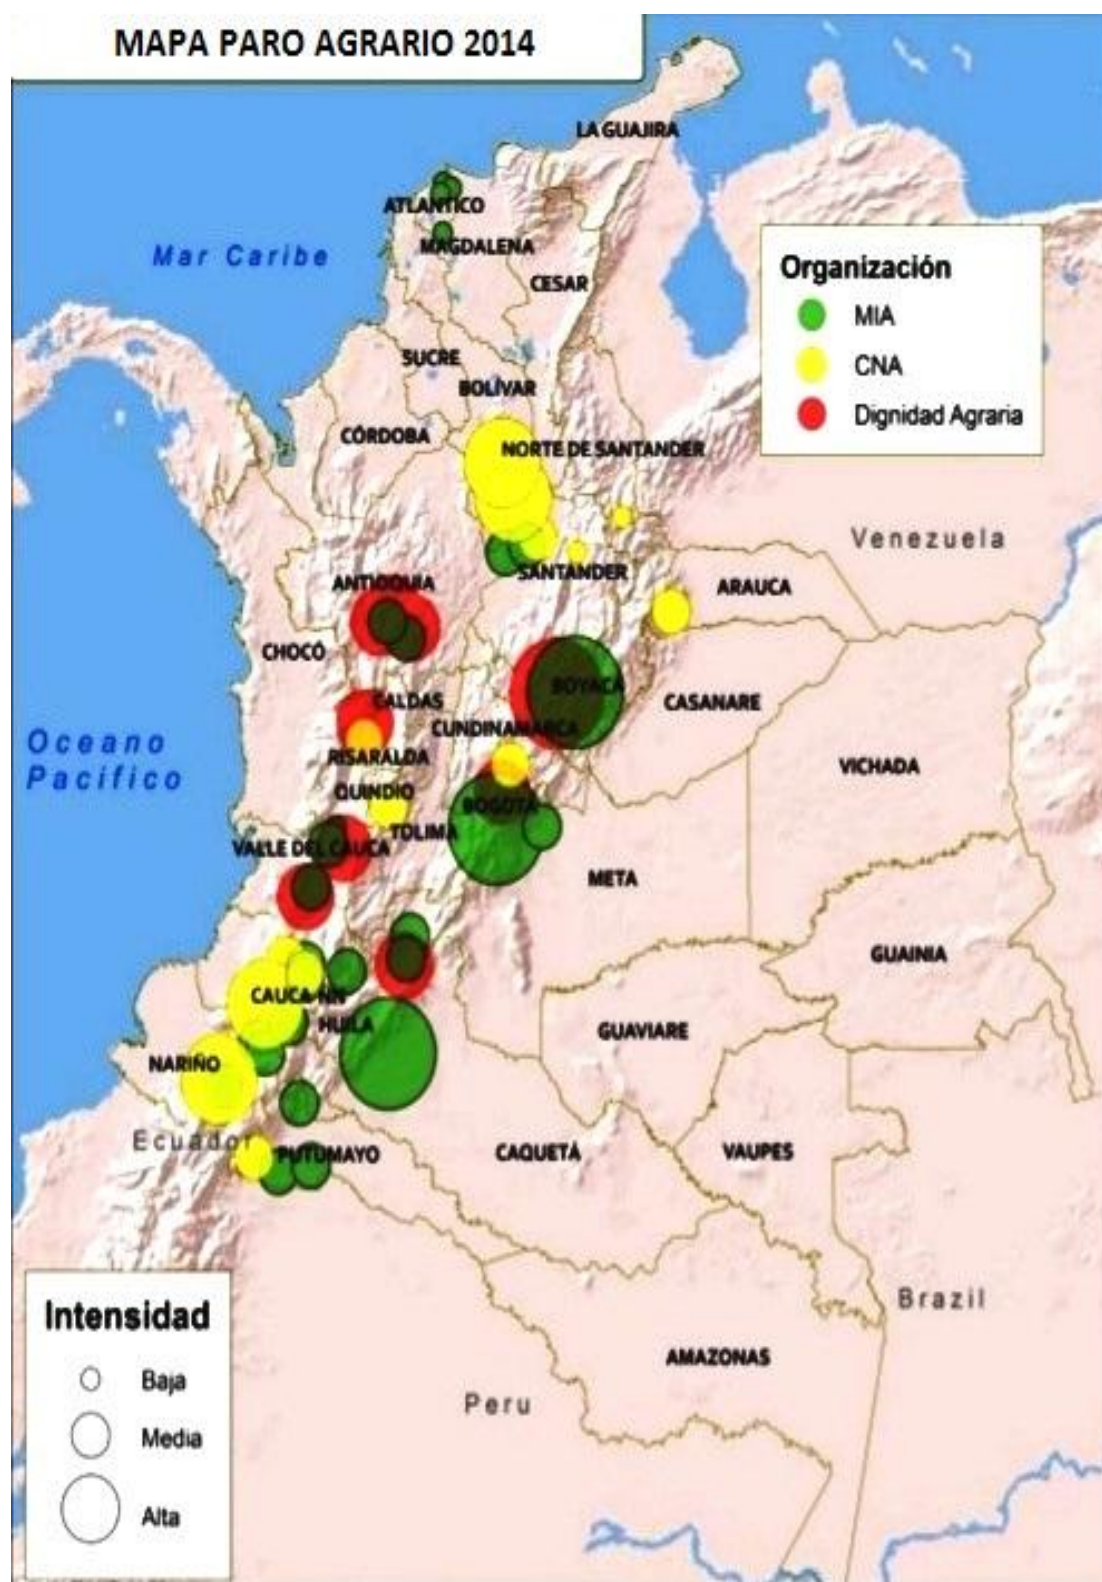 MAPA PARO AGRARIO 2014
LA GUAJIRA
ATLANTICO
Mar Caribe
MAGDALENA
CESAR
Organización
MIA
CNA
Dignidad Agraria
SUCRE
BOLÍVAR
CÓRDOBA
NORTE DE SANTANDER
Venezuela
SANTANDER
ANTIOQUIA
ARAUCA
CHOCÓ
BOYACA
CALDAS
CASANARE
CUNDINAMARCA
Oceano
Pacifico
RISARALDA
VICHADA
QUINDIO
BOGOTA
TOLIMA
VALLE DEL CAUCA
META
GUAINIA
CAUCA NN
HUILA
GUAVIARE
NARIÑO
Ecuador
PUTUMAYO
CAQUETÁ
VAUPES
Brazil
Intensidad
Baja
Media
Alta
AMAZONAS
Peru